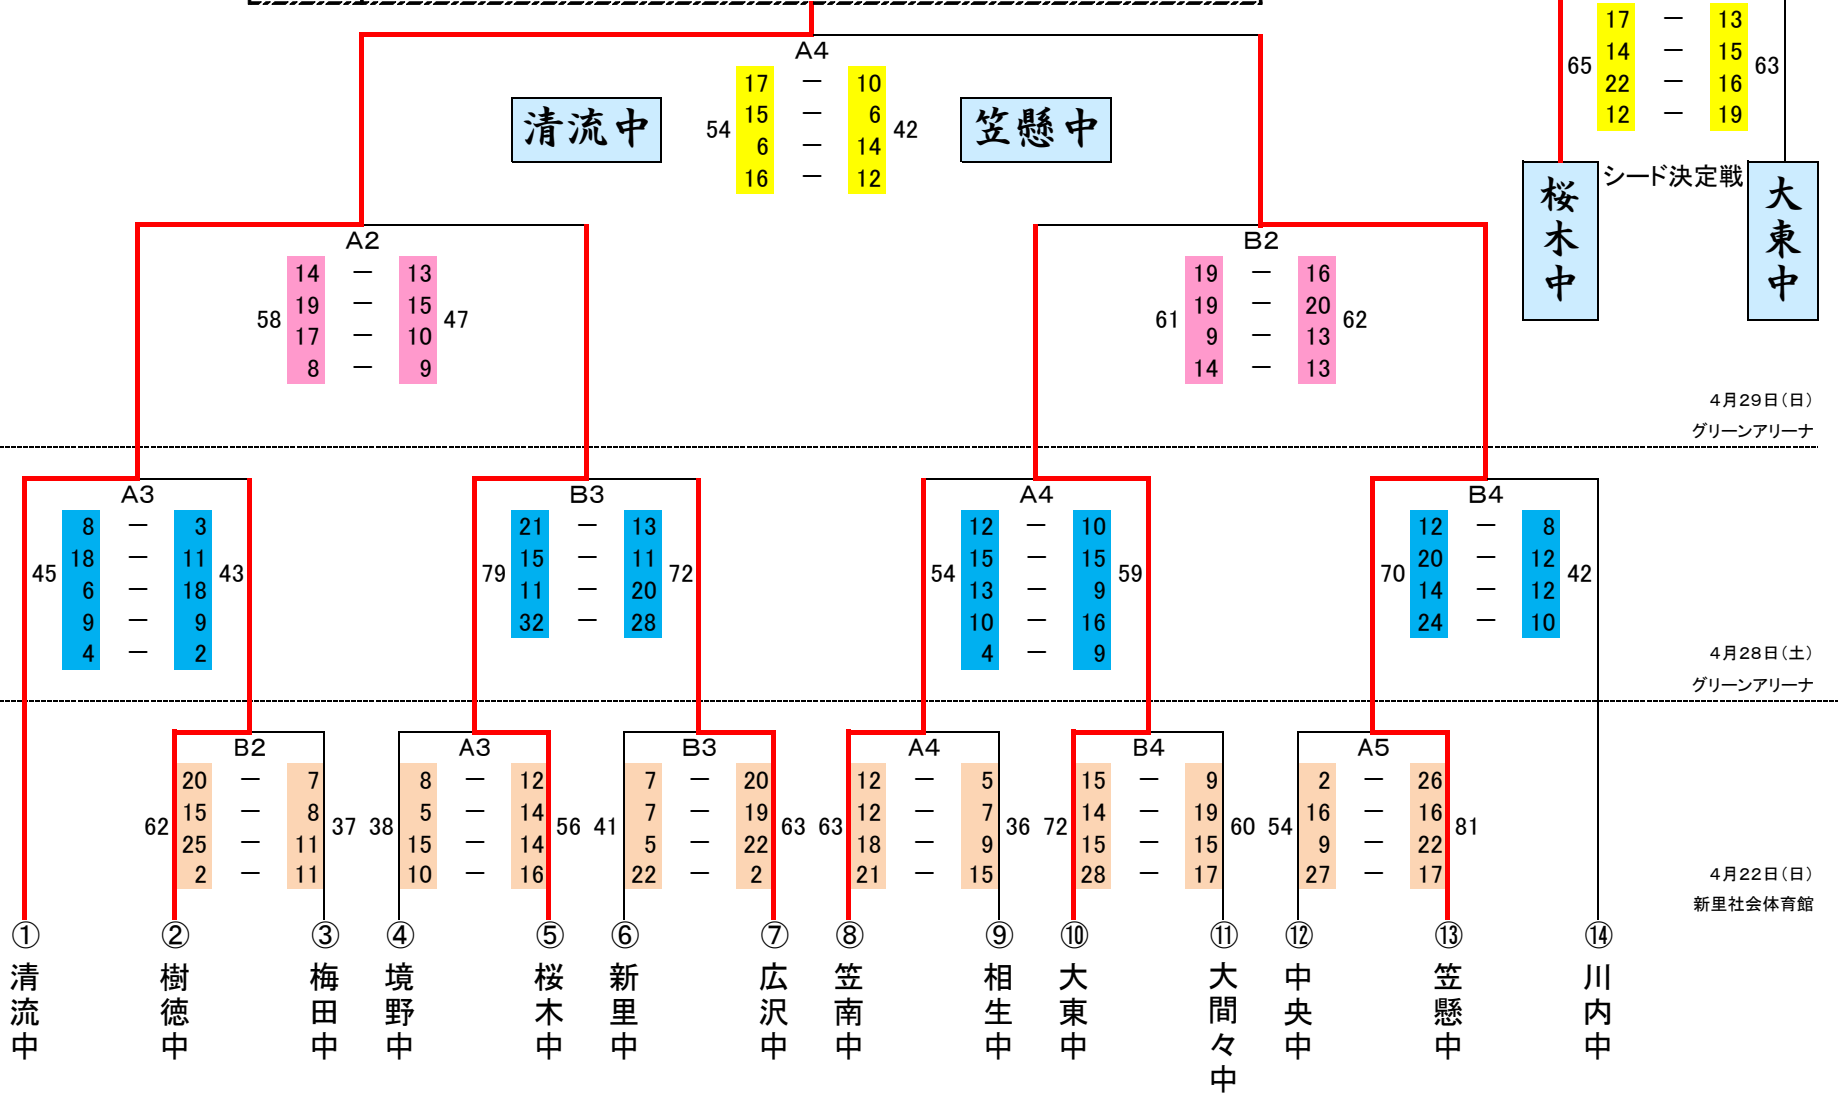 A4
17 — 10
15 — 6
6 — 14
16 — 12
54
42
清流中
笠懸中
17 — 13
14 — 15
22 — 16
12 — 19
65
63
シード決定戦
桜木中
大東中
A2
14 — 13
19 — 15
17 — 10
8 — 9
58
47
B2
19 — 16
19 — 20
9 — 13
14 — 13
61
62
4月29日(日)
グリーンアリーナ
A3
8 — 3
18 — 11
6 — 18
9 — 9
4 — 2
45
43
B3
21 — 13
15 — 11
11 — 20
32 — 28
79
72
A4
12 — 10
15 — 15
13 — 9
10 — 16
4 — 9
54
59
B4
12 — 8
20 — 12
14 — 12
24 — 10
70
42
4月28日(土)
グリーンアリーナ
B2
20 — 7
15 — 8
25 — 11
2 — 11
62
37
A3
8 — 12
5 — 14
15 — 14
10 — 16
38
56
B3
7 — 20
7 — 19
5 — 22
22 — 2
41
63
A4
12 — 5
12 — 7
18 — 9
21 — 15
63
36
B4
15 — 9
14 — 19
15 — 15
28 — 17
72
60
A5
2 — 26
16 — 16
9 — 22
27 — 17
54
81
4月22日(日)
新里社会体育館
① 清流中
② 樹徳中
③ 梅田中
④ 境野中
⑤ 桜木中
⑥ 新里中
⑦ 広沢中
⑧ 笠南中
⑨ 相生中
⑩ 大東中
⑪ 大間々中
⑫ 中央中
⑬ 笠懸中
⑭ 川内中